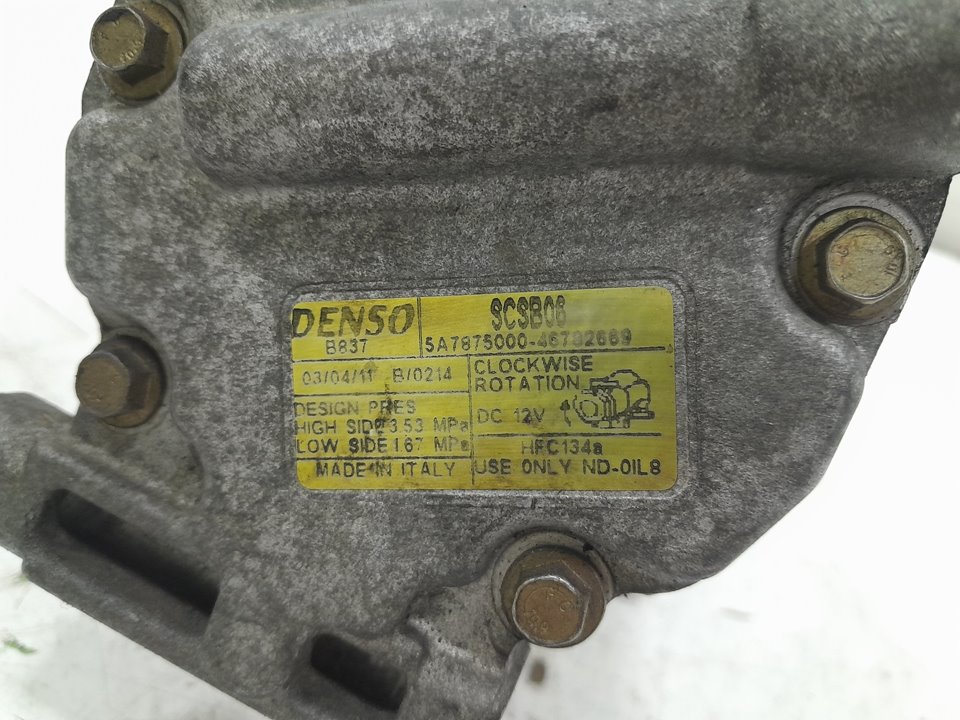 DENSO
B837
SCSB06
5A7875000-46782669
03/04/11 B/0214
CLOCKWISE
ROTATION
DESIGN PRES
HIGH SIDE 3.53 MPa
LOW SIDE 1.67 MPa
DC 12V
HFC134a
MADE IN ITALY
USE ONLY ND-OIL8